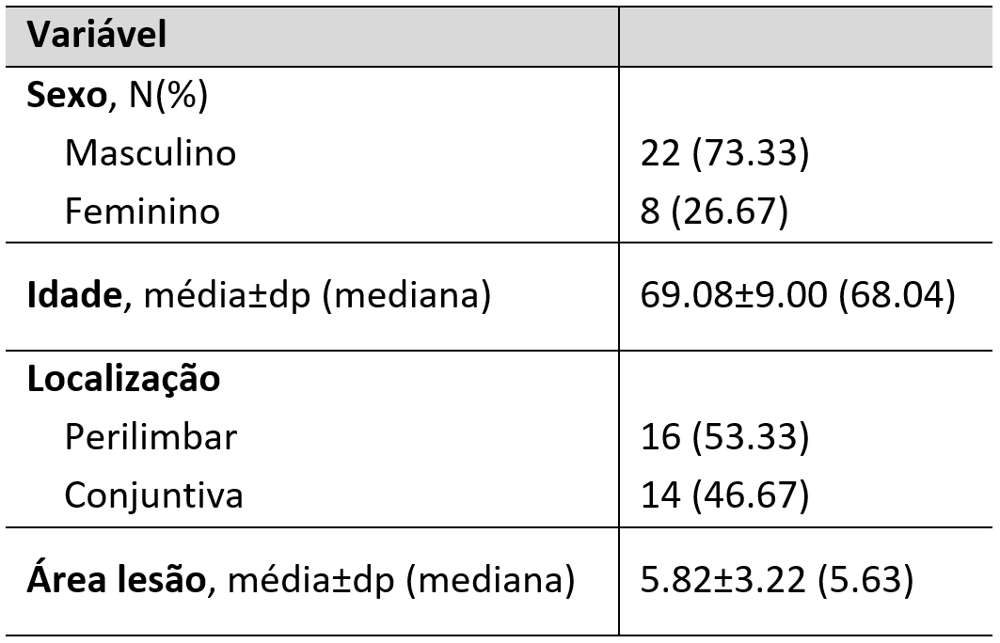 Variável
Sexo, N(%)
Masculino 22 (73.33)
Feminino 8 (26.67)
Idade, média±dp (mediana) 69.08±9.00 (68.04)
Localização
Perilimbar 16 (53.33)
Conjuntiva 14 (46.67)
Área lesão, média±dp (mediana) 5.82±3.22 (5.63)